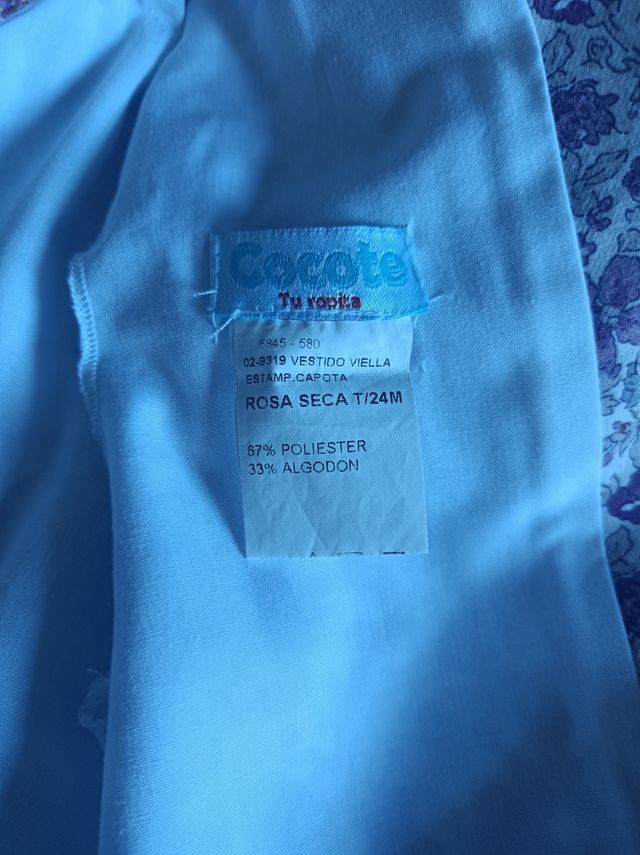 Cocote
Tu ropita
6845 - 580
02-9319 VESTIDO VIELLA
ESTAMP.CAPOTA
ROSA SECA T/24M
67% POLIESTER
33% ALGODON